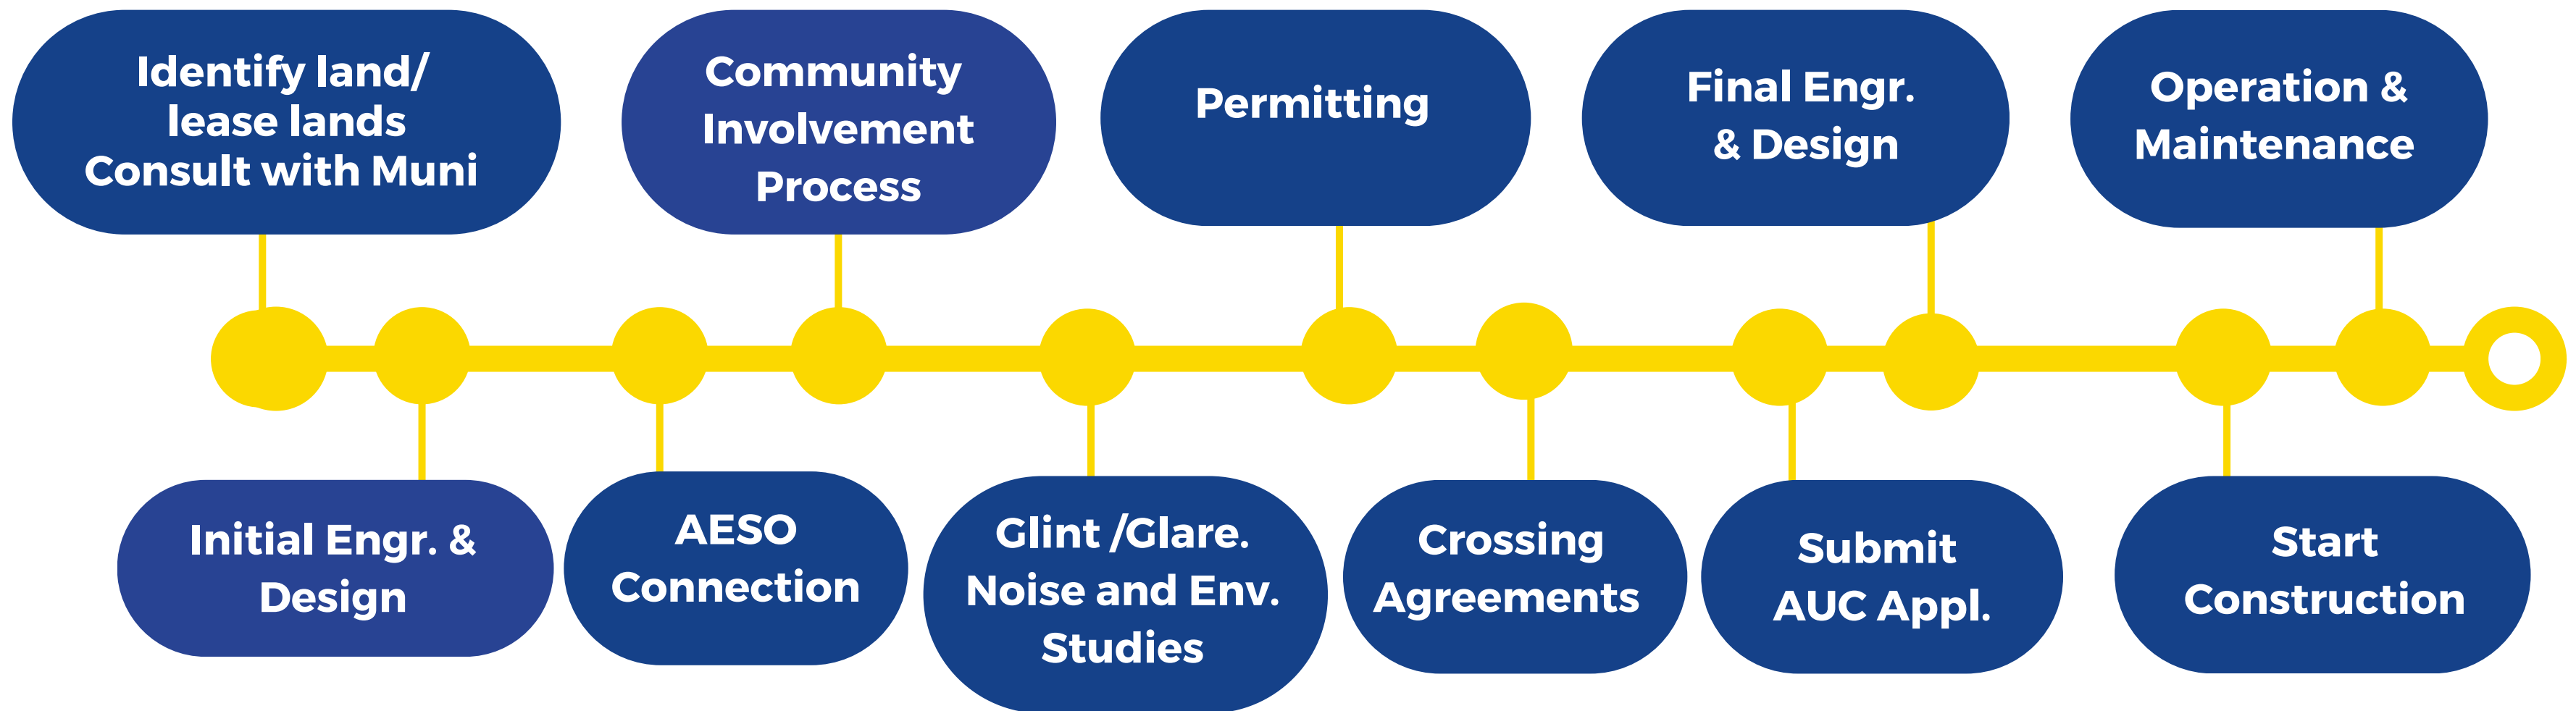 Identify land/
lease lands
Consult with Muni
Community
Involvement
Process
Permitting
Final Engr.
& Design
Operation &
Maintenance
Initial Engr. &
Design
AESO
Connection
Glint /Glare.
Noise and Env.
Studies
Crossing
Agreements
Submit
AUC Appl.
Start
Construction